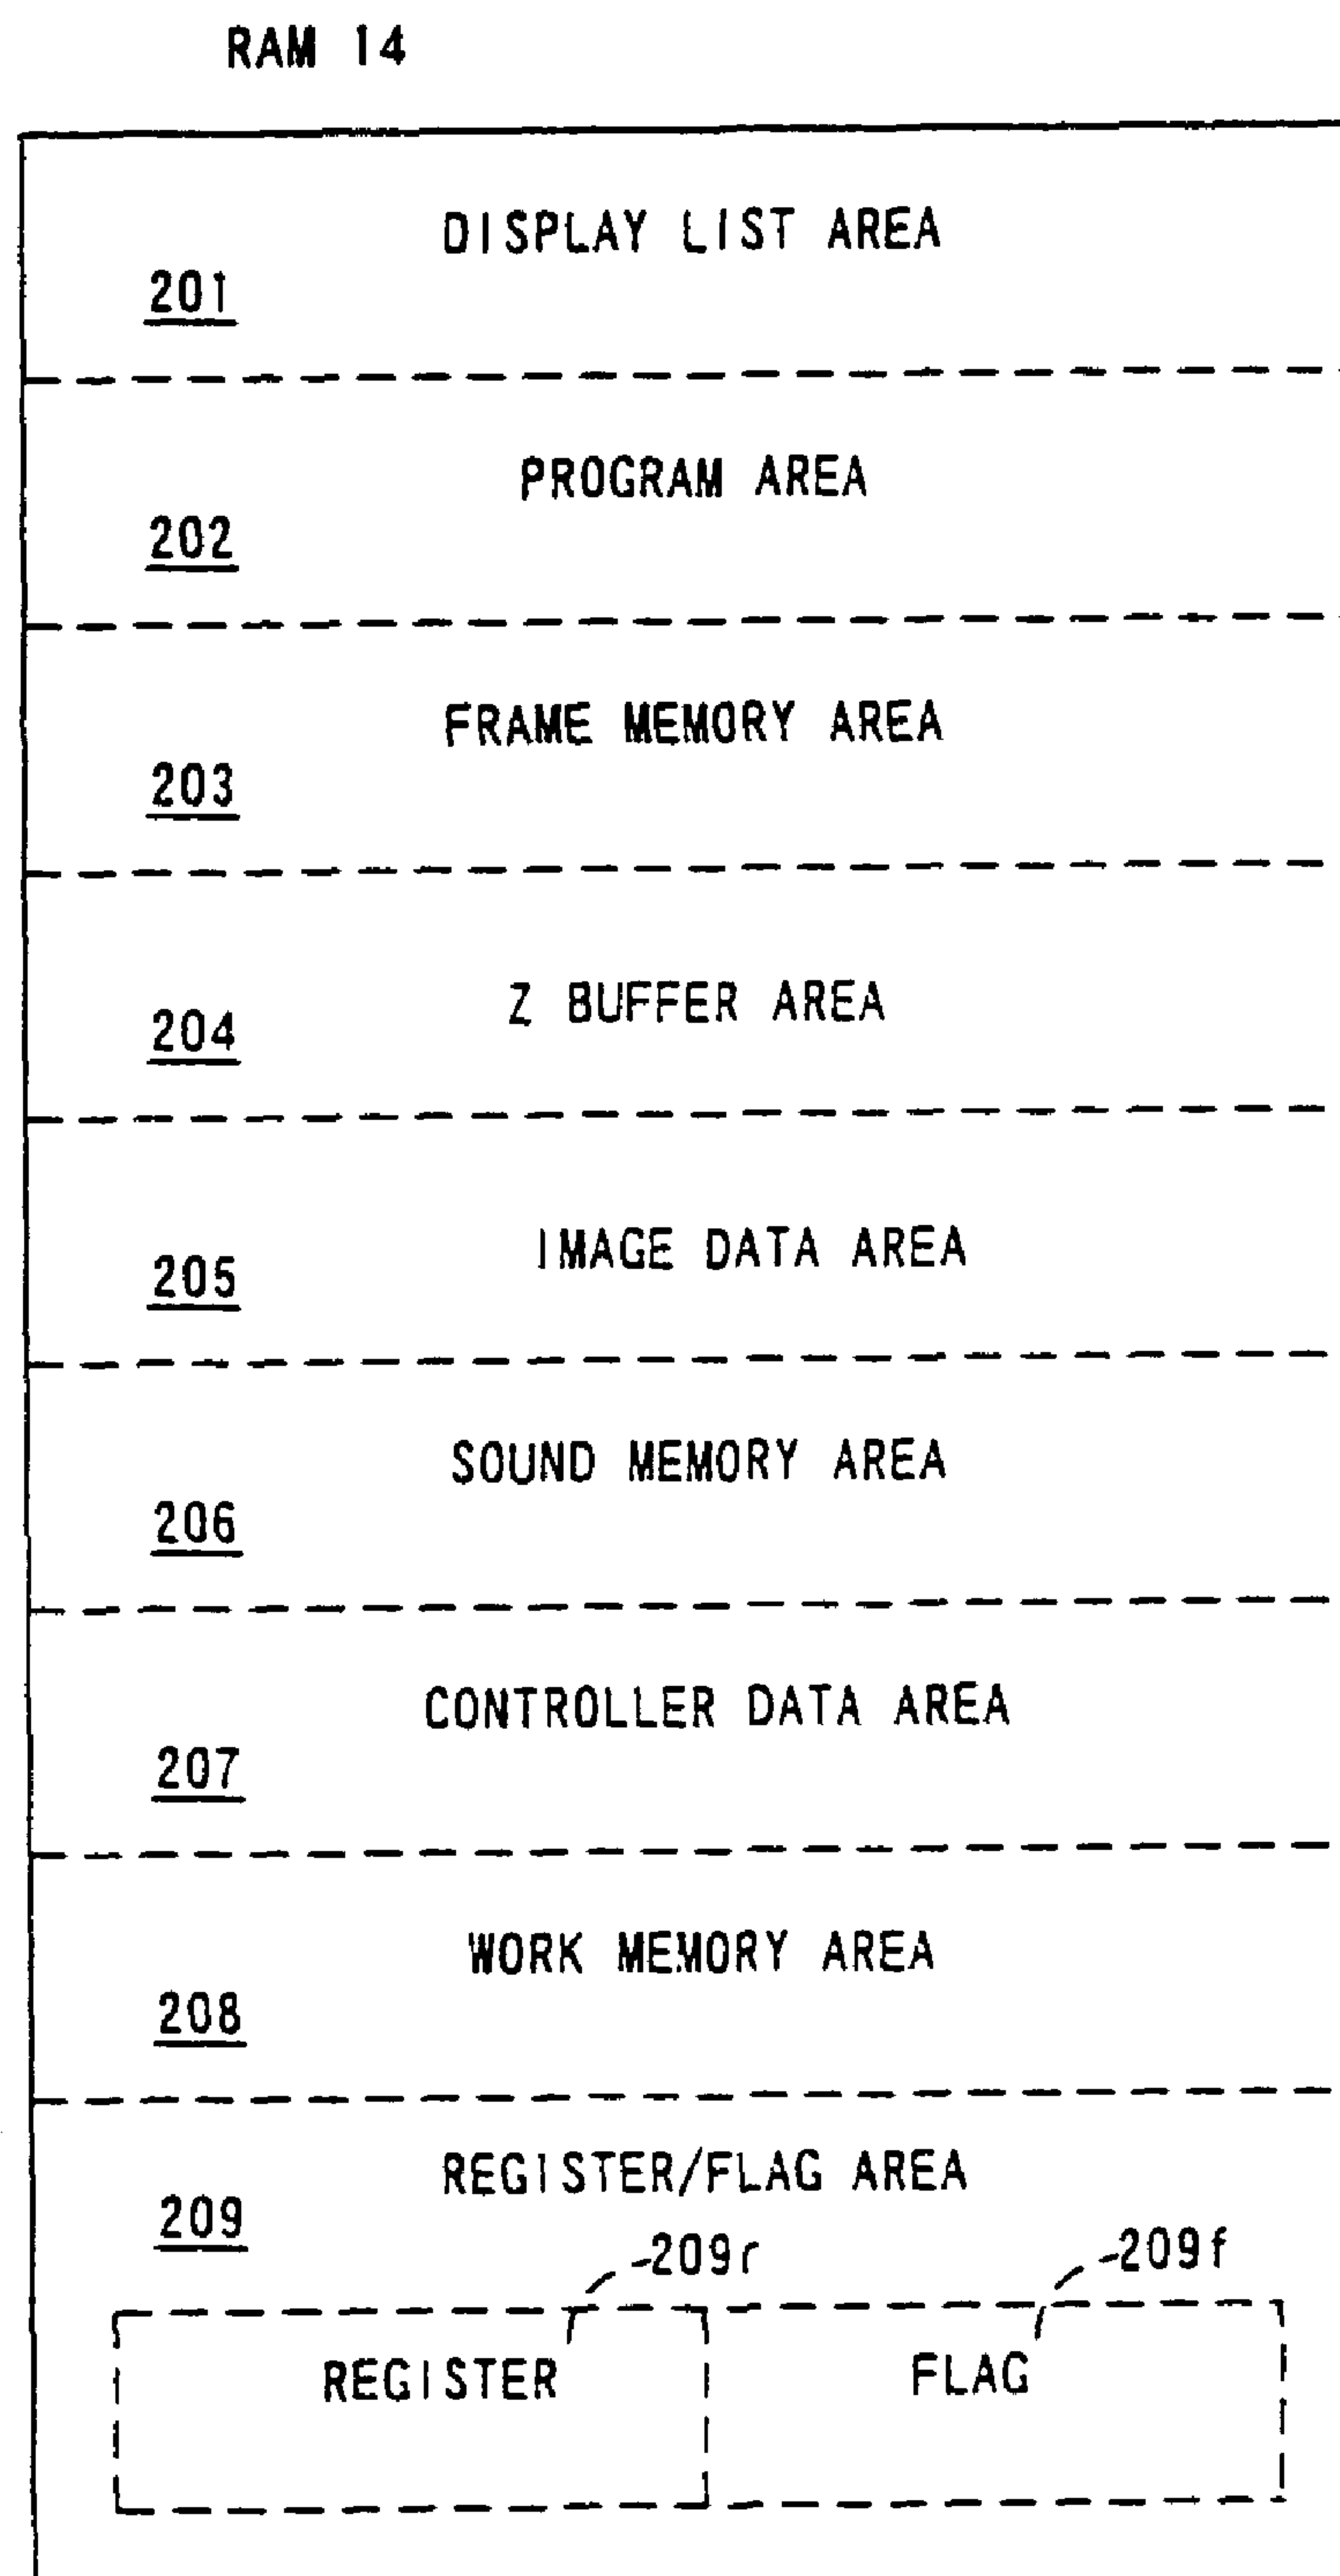 RAM 14
DISPLAY LIST AREA
201
PROGRAM AREA
202
FRAME MEMORY AREA
203
Z BUFFER AREA
204
IMAGE DATA AREA
205
SOUND MEMORY AREA
206
CONTROLLER DATA AREA
207
WORK MEMORY AREA
208
REGISTER/FLAG AREA
209
209r 209f
REGISTER FLAG